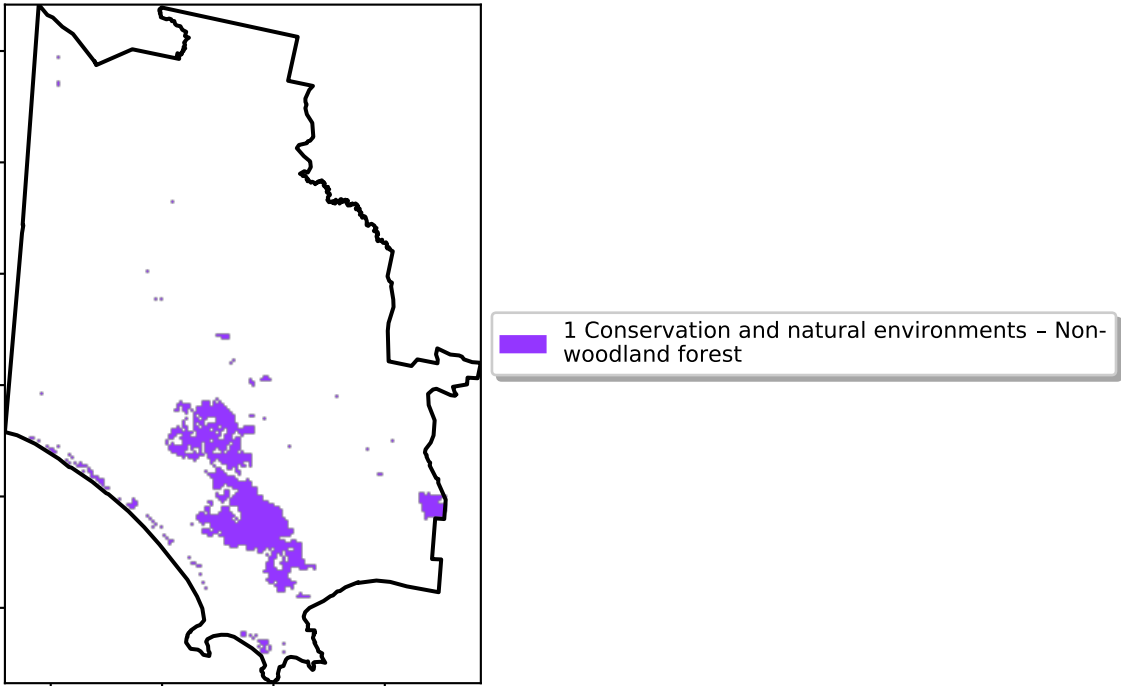 1 Conservation and natural environments – Non-
woodland forest